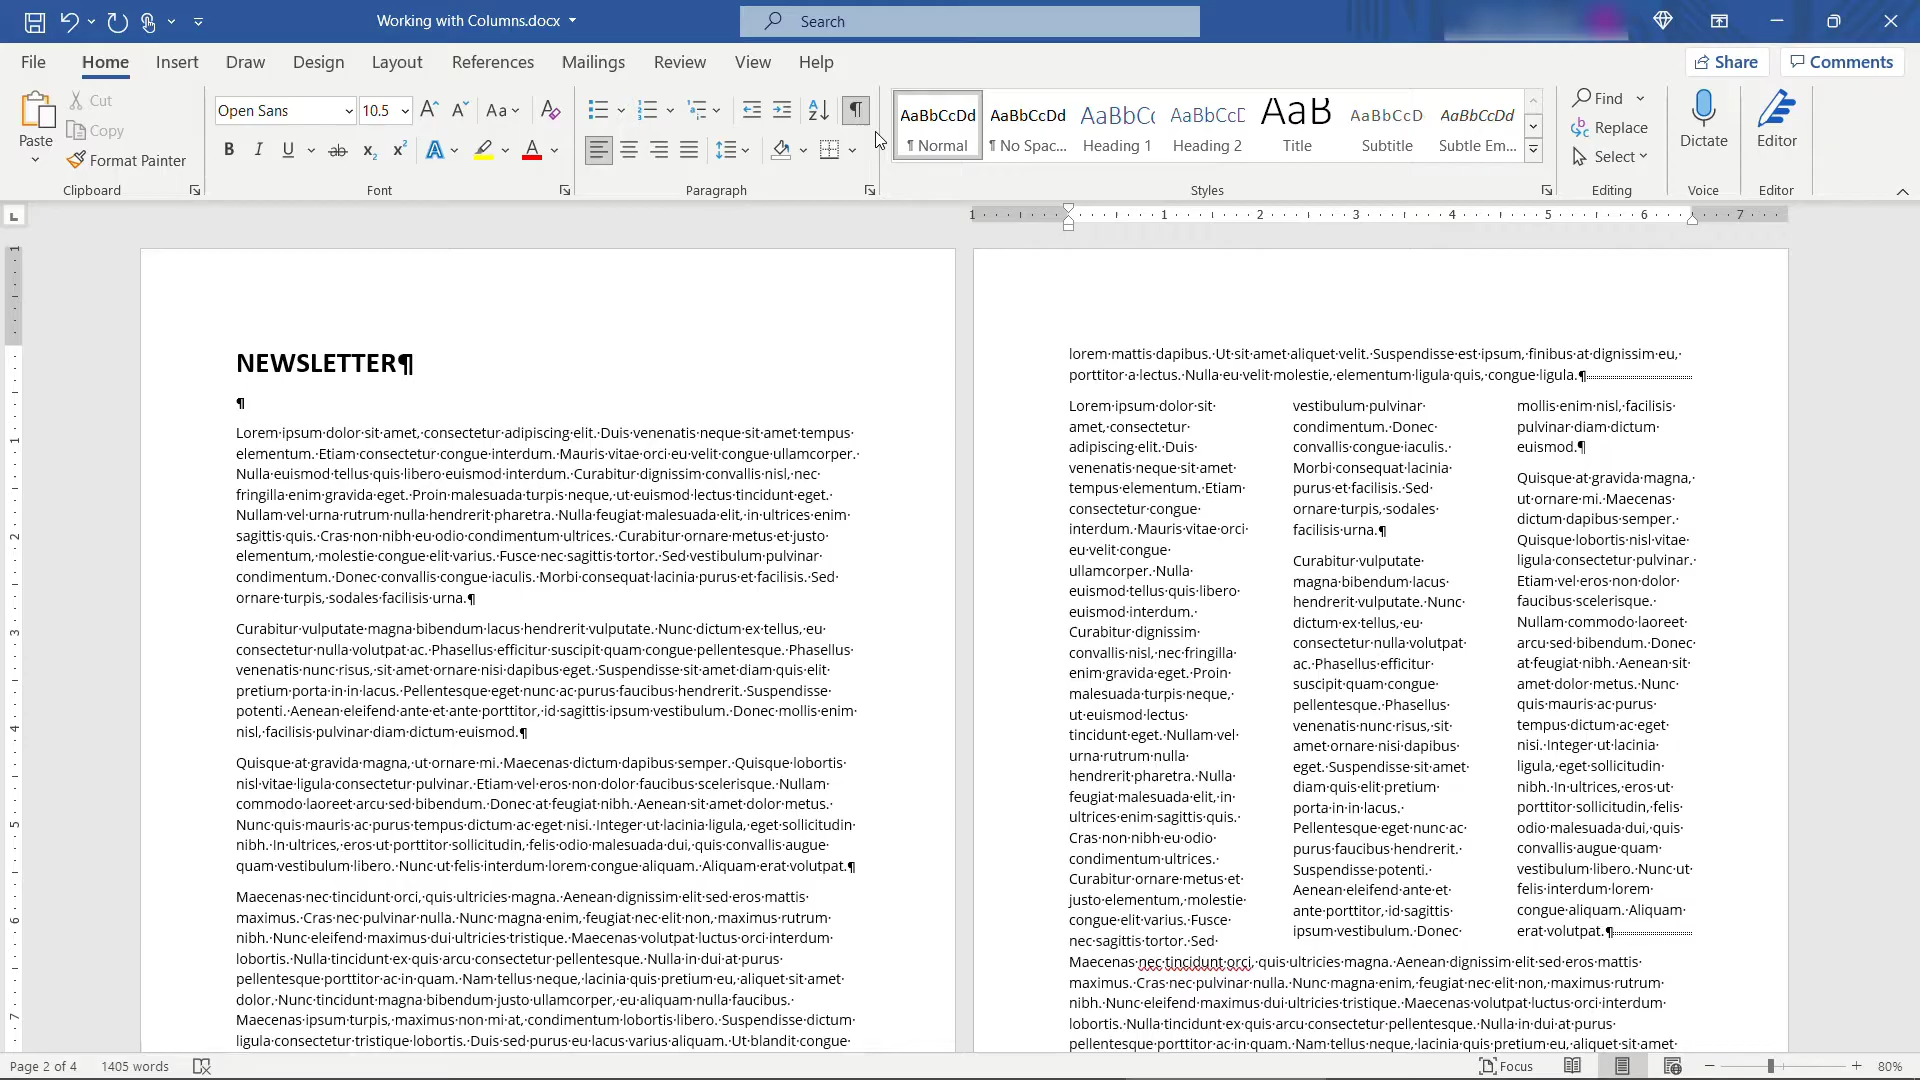 Working with Columns.docx
Search
File Home Insert Draw Design Layout References Mailings Review View Help
Share
Comments
Paste
Cut
Copy
Format Painter
Clipboard
Open Sans
10.5
Aa
B I U ab x₂ x² A A
Font
¶
Paragraph
AaBbCcDd
¶ Normal
AaBbCcDd
¶ No Spac...
AaBbCc
Heading 1
AaBbCcD
Heading 2
AaB
Title
AaBbCcD
Subtitle
AaBbCcDd
Subtle Em...
Styles
Find
Replace
Select
Editing
Dictate
Voice
Editor
Editor
1 1 2 3 4 5 6 7
1 1 2 3 4 5 6 7
NEWSLETTER¶
¶
Lorem·ipsum·dolor·sit·amet,·consectetur·adipiscing·elit.·Duis·venenatis·neque·sit·amet·tempus·
elementum.·Etiam·consectetur·congue·interdum.·Mauris·vitae·orci·eu·velit·congue·ullamcorper.·
Nulla·euismod·tellus·quis·libero·euismod·interdum.·Curabitur·dignissim·convallis·nisl,·nec·
fringilla·enim·gravida·eget.·Proin·malesuada·turpis·neque,·ut·euismod·lectus·tincidunt·eget.·
Nullam·vel·urna·rutrum·nulla·hendrerit·pharetra.·Nulla·feugiat·malesuada·elit,·in·ultrices·enim·
sagittis·quis.·Cras·non·nibh·eu·odio·condimentum·ultrices.·Curabitur·ornare·metus·et·justo·
elementum,·molestie·congue·elit·varius.·Fusce·nec·sagittis·tortor.·Sed·vestibulum·pulvinar·
condimentum.·Donec·convallis·congue·iaculis.·Morbi·consequat·lacinia·purus·et·facilisis.·Sed·
ornare·turpis,·sodales·facilisis·urna.¶
Curabitur·vulputate·magna·bibendum·lacus·hendrerit·vulputate.·Nunc·dictum·ex·tellus,·eu·
consectetur·nulla·volutpat·ac.·Phasellus·efficitur·suscipit·quam·congue·pellentesque.·Phasellus·
venenatis·nunc·risus,·sit·amet·ornare·nisi·dapibus·eget.·Suspendisse·sit·amet·diam·quis·elit·
pretium·porta·in·in·lacus.·Pellentesque·eget·nunc·ac·purus·faucibus·hendrerit.·Suspendisse·
potenti.·Aenean·eleifend·ante·et·ante·porttitor,·id·sagittis·ipsum·vestibulum.·Donec·mollis·enim·
nisl,·facilisis·pulvinar·diam·dictum·euismod.¶
Quisque·at·gravida·magna,·ut·ornare·mi.·Maecenas·dictum·dapibus·semper.·Quisque·lobortis·
nisl·vitae·ligula·consectetur·pulvinar.·Etiam·vel·eros·non·dolor·faucibus·scelerisque.·Nullam·
commodo·laoreet·arcu·sed·bibendum.·Donec·at·feugiat·nibh.·Aenean·sit·amet·dolor·metus.·
Nunc·quis·mauris·ac·purus·tempus·dictum·ac·eget·nisi.·Integer·ut·lacinia·ligula,·eget·sollicitudin·
nibh.·In·ultrices,·eros·ut·porttitor·sollicitudin,·felis·odio·malesuada·dui,·quis·convallis·augue·
quam·vestibulum·libero.·Nunc·ut·felis·interdum·lorem·congue·aliquam.·Aliquam·erat·volutpat.¶
Maecenas·nec·tincidunt·orci,·quis·ultricies·magna.·Aenean·dignissim·elit·sed·eros·mattis·
maximus.·Cras·nec·pulvinar·nulla.·Nunc·magna·enim,·feugiat·nec·elit·non,·maximus·rutrum·
nibh.·Nunc·eleifend·maximus·dui·ultricies·tristique.·Maecenas·volutpat·luctus·orci·interdum·
lobortis.·Nulla·tincidunt·ex·quis·arcu·consectetur·pellentesque.·Nulla·in·dui·at·purus·
pellentesque·porttitor·ac·in·quam.·Nam·tellus·neque,·lacinia·quis·pretium·eu,·aliquet·sit·amet·
dolor.·Nunc·tincidunt·magna·bibendum·justo·ullamcorper,·eu·aliquam·nulla·faucibus.·
Maecenas·ipsum·turpis,·maximus·non·mi·at,·condimentum·lobortis·libero.·Suspendisse·dictum·
ligula·consectetur·tristique·lobortis.·Duis·sed·purus·eu·lacus·varius·aliquam.·Ut·blandit·congue·
lorem·mattis·dapibus.·Ut·sit·amet·aliquet·velit.·Suspendisse·est·ipsum,·finibus·at·dignissim·eu,·
porttitor·a·lectus.·Nulla·eu·velit·molestie,·elementum·ligula·quis,·congue·ligula.¶
Lorem·ipsum·dolor·sit·
amet,·consectetur·
adipiscing·elit.·Duis·
venenatis·neque·sit·amet·
tempus·elementum.·Etiam·
consectetur·congue·
interdum.·Mauris·vitae·orci·
eu·velit·congue·
ullamcorper.·Nulla·
euismod·tellus·quis·libero·
euismod·interdum.·
Curabitur·dignissim·
convallis·nisl,·nec·fringilla·
enim·gravida·eget.·Proin·
malesuada·turpis·neque,·
ut·euismod·lectus·
tincidunt·eget.·Nullam·vel·
urna·rutrum·nulla·
hendrerit·pharetra.·Nulla·
feugiat·malesuada·elit,·in·
ultrices·enim·sagittis·quis.·
Cras·non·nibh·eu·odio·
condimentum·ultrices.·
Curabitur·ornare·metus·et·
justo·elementum,·molestie·
congue·elit·varius.·Fusce·
nec·sagittis·tortor.·Sed·
vestibulum·pulvinar·
condimentum.·Donec·
convallis·congue·iaculis.·
Morbi·consequat·lacinia·
purus·et·facilisis.·Sed·
ornare·turpis,·sodales·
facilisis·urna.¶
Curabitur·vulputate·
magna·bibendum·lacus·
hendrerit·vulputate.·Nunc·
dictum·ex·tellus,·eu·
consectetur·nulla·volutpat·
ac.·Phasellus·efficitur·
suscipit·quam·congue·
pellentesque.·Phasellus·
venenatis·nunc·risus,·sit·
amet·ornare·nisi·dapibus·
eget.·Suspendisse·sit·amet·
diam·quis·elit·pretium·
porta·in·in·lacus.·
Pellentesque·eget·nunc·ac·
purus·faucibus·hendrerit.·
Suspendisse·potenti.·
Aenean·eleifend·ante·et·
ante·porttitor,·id·sagittis·
ipsum·vestibulum.·Donec·
mollis·enim·nisl,·facilisis·
pulvinar·diam·dictum·
euismod.¶
Quisque·at·gravida·magna,·
ut·ornare·mi.·Maecenas·
dictum·dapibus·semper.·
Quisque·lobortis·nisl·vitae·
ligula·consectetur·pulvinar.·
Etiam·vel·eros·non·dolor·
faucibus·scelerisque.·
Nullam·commodo·laoreet·
arcu·sed·bibendum.·Donec·
at·feugiat·nibh.·Aenean·sit·
amet·dolor·metus.·Nunc·
quis·mauris·ac·purus·
tempus·dictum·ac·eget·
nisi.·Integer·ut·lacinia·
ligula,·eget·sollicitudin·
nibh.·In·ultrices,·eros·ut·
porttitor·sollicitudin,·felis·
odio·malesuada·dui,·quis·
convallis·augue·quam·
vestibulum·libero.·Nunc·ut·
felis·interdum·lorem·
congue·aliquam.·Aliquam·
erat·volutpat.¶
Maecenas·nec·tincidunt·orci,·quis·ultricies·magna.·Aenean·dignissim·elit·sed·eros·mattis·
maximus.·Cras·nec·pulvinar·nulla.·Nunc·magna·enim,·feugiat·nec·elit·non,·maximus·rutrum·
nibh.·Nunc·eleifend·maximus·dui·ultricies·tristique.·Maecenas·volutpat·luctus·orci·interdum·
lobortis.·Nulla·tincidunt·ex·quis·arcu·consectetur·pellentesque.·Nulla·in·dui·at·purus·
pellentesque·porttitor·ac·in·quam.·Nam·tellus·neque,·lacinia·quis·pretium·eu,·aliquet·sit·amet·
Page 2 of 4
1405 words
Focus
80%